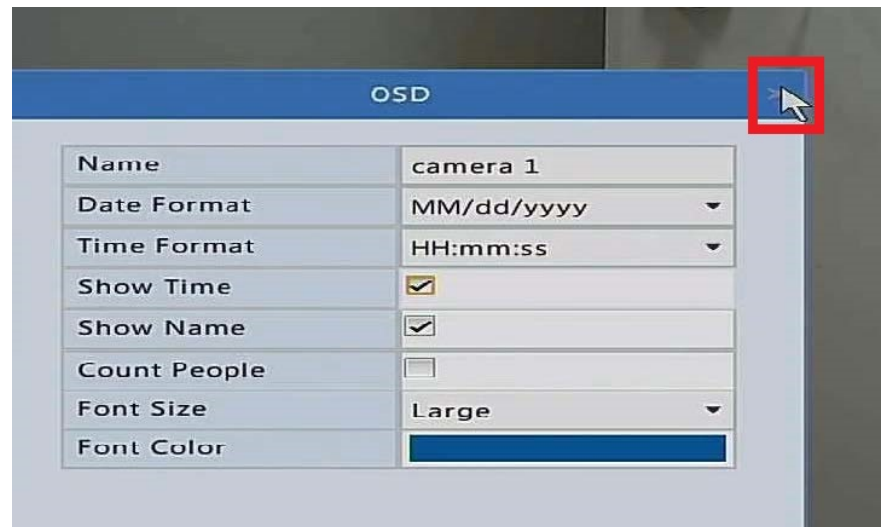 OSD
Name camera 1
Date Format MM/dd/yyyy
Time Format HH:mm:ss
Show Time
Show Name
Count People
Font Size Large
Font Color